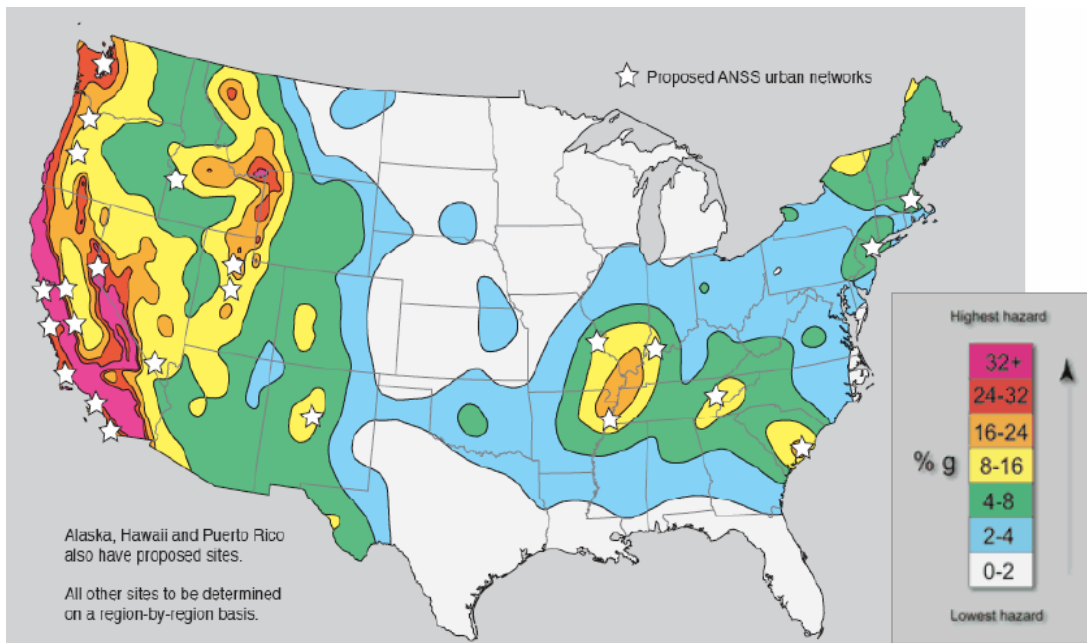 Proposed ANSS urban networks
Alaska, Hawaii and Puerto Rico
also have proposed sites.
All other sites to be determined
on a region-by-region basis.
Highest hazard
32+
24-32
16-24
% g
8-16
4-8
2-4
0-2
Lowest hazard